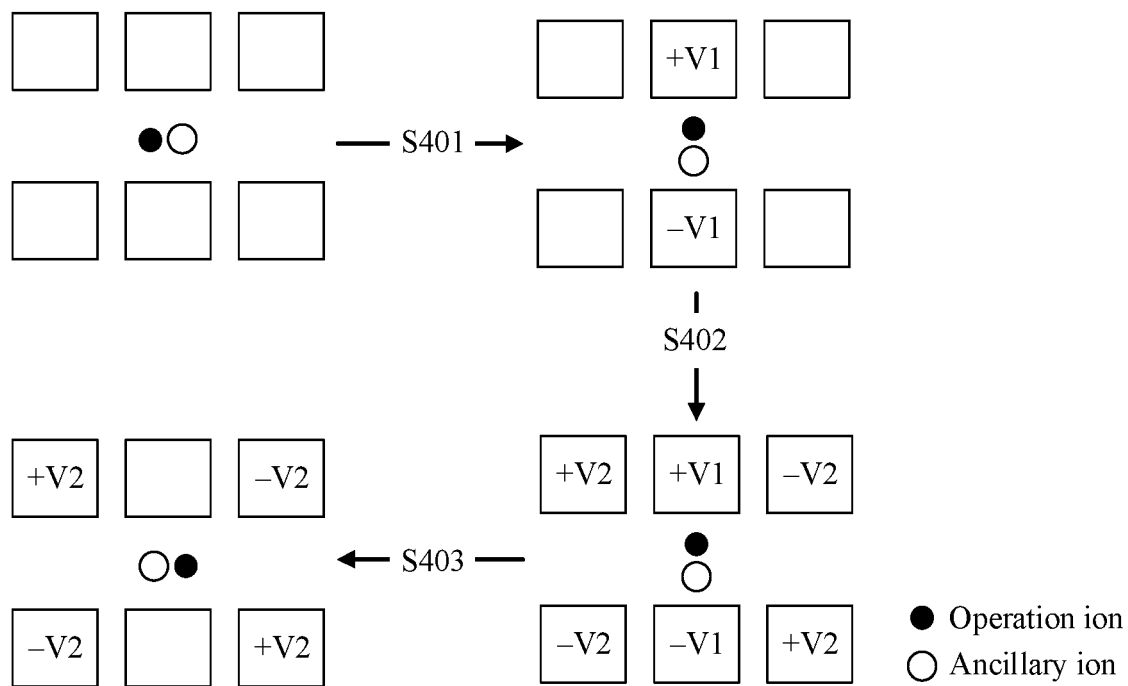 +V1
S401
–V1
S402
+V2 –V2
+V2 +V1 –V2
S403
–V2 +V2
–V2 –V1 +V2
Operation ion
Ancillary ion